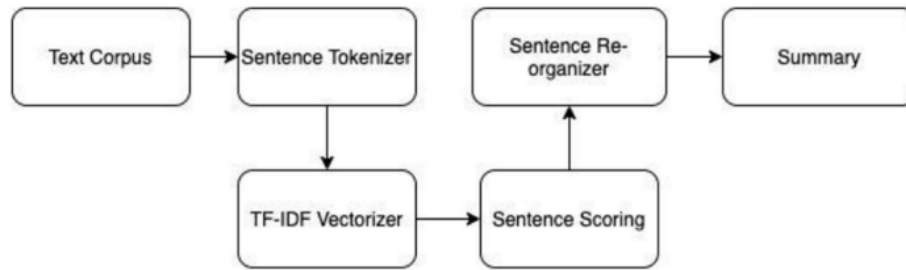 Text Corpus
Sentence Tokenizer
Sentence Re-
organizer
Summary
TF-IDF Vectorizer
Sentence Scoring